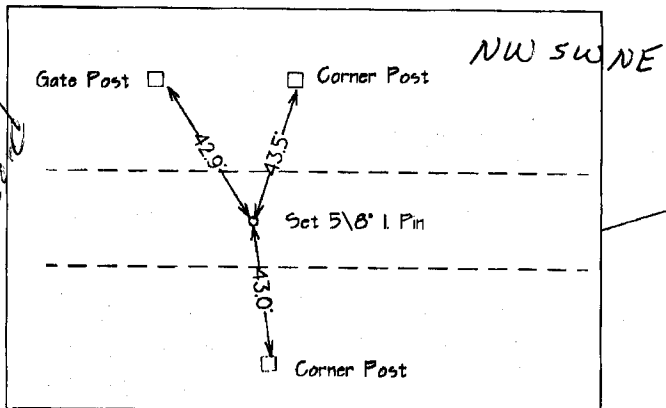 NW SW NE
Gate Post
Corner Post
42.9'
43.5'
Set 5\8" I. Pin
43.0'
Corner Post